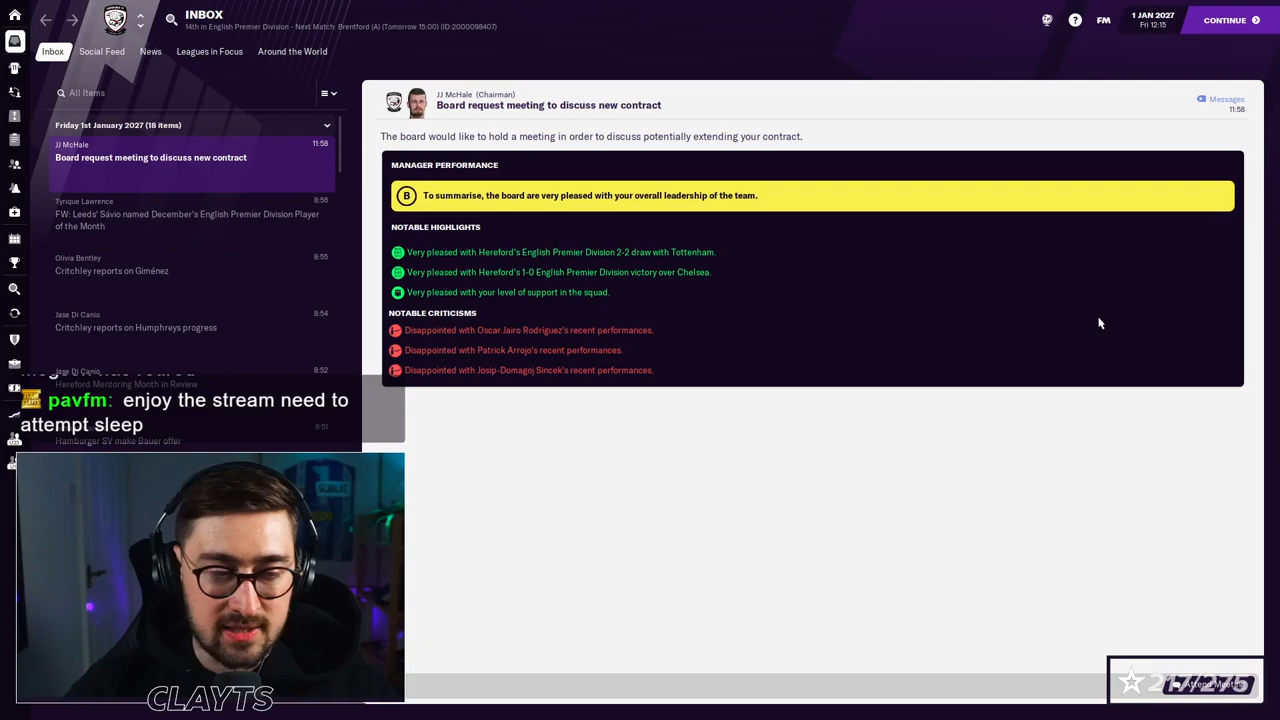 INBOX
14th in English Premier Division - Next Match: Brentford (A) (Tomorrow 15:00) (ID:2000098407)
FM
1 JAN 2027
Fri 12:15
CONTINUE
Inbox
Social Feed
News
Leagues in Focus
Around the World
All Items
Friday 1st January 2027 (18 items)
JJ McHale
11:58
Board request meeting to discuss new contract
Tyrique Lawrence
8:56
FW: Leeds' Sávio named December's English Premier Division Player
of the Month
Olivia Bentley
8:55
Critchley reports on Giménez
Jase Di Canio
8:54
Critchley reports on Humphreys progress
Jase Di Canio
8:52
Hereford Mentoring Month in Review
pavfm: enjoy the stream need to
attempt sleep
8:51
Hamburger SV make Bauer offer
CLAYTS
JJ McHale (Chairman)
Board request meeting to discuss new contract
Messages
11:58
The board would like to hold a meeting in order to discuss potentially extending your contract.
MANAGER PERFORMANCE
B
To summarise, the board are very pleased with your overall leadership of the team.
NOTABLE HIGHLIGHTS
Very pleased with Hereford's English Premier Division 2-2 draw with Tottenham.
Very pleased with Hereford's 1-0 English Premier Division victory over Chelsea.
Very pleased with your level of support in the squad.
NOTABLE CRITICISMS
Disappointed with Oscar Jairo Rodríguez's recent performances.
Disappointed with Patrick Arrojo's recent performances.
Disappointed with Josip-Domagoj Sincek's recent performances.
217/275